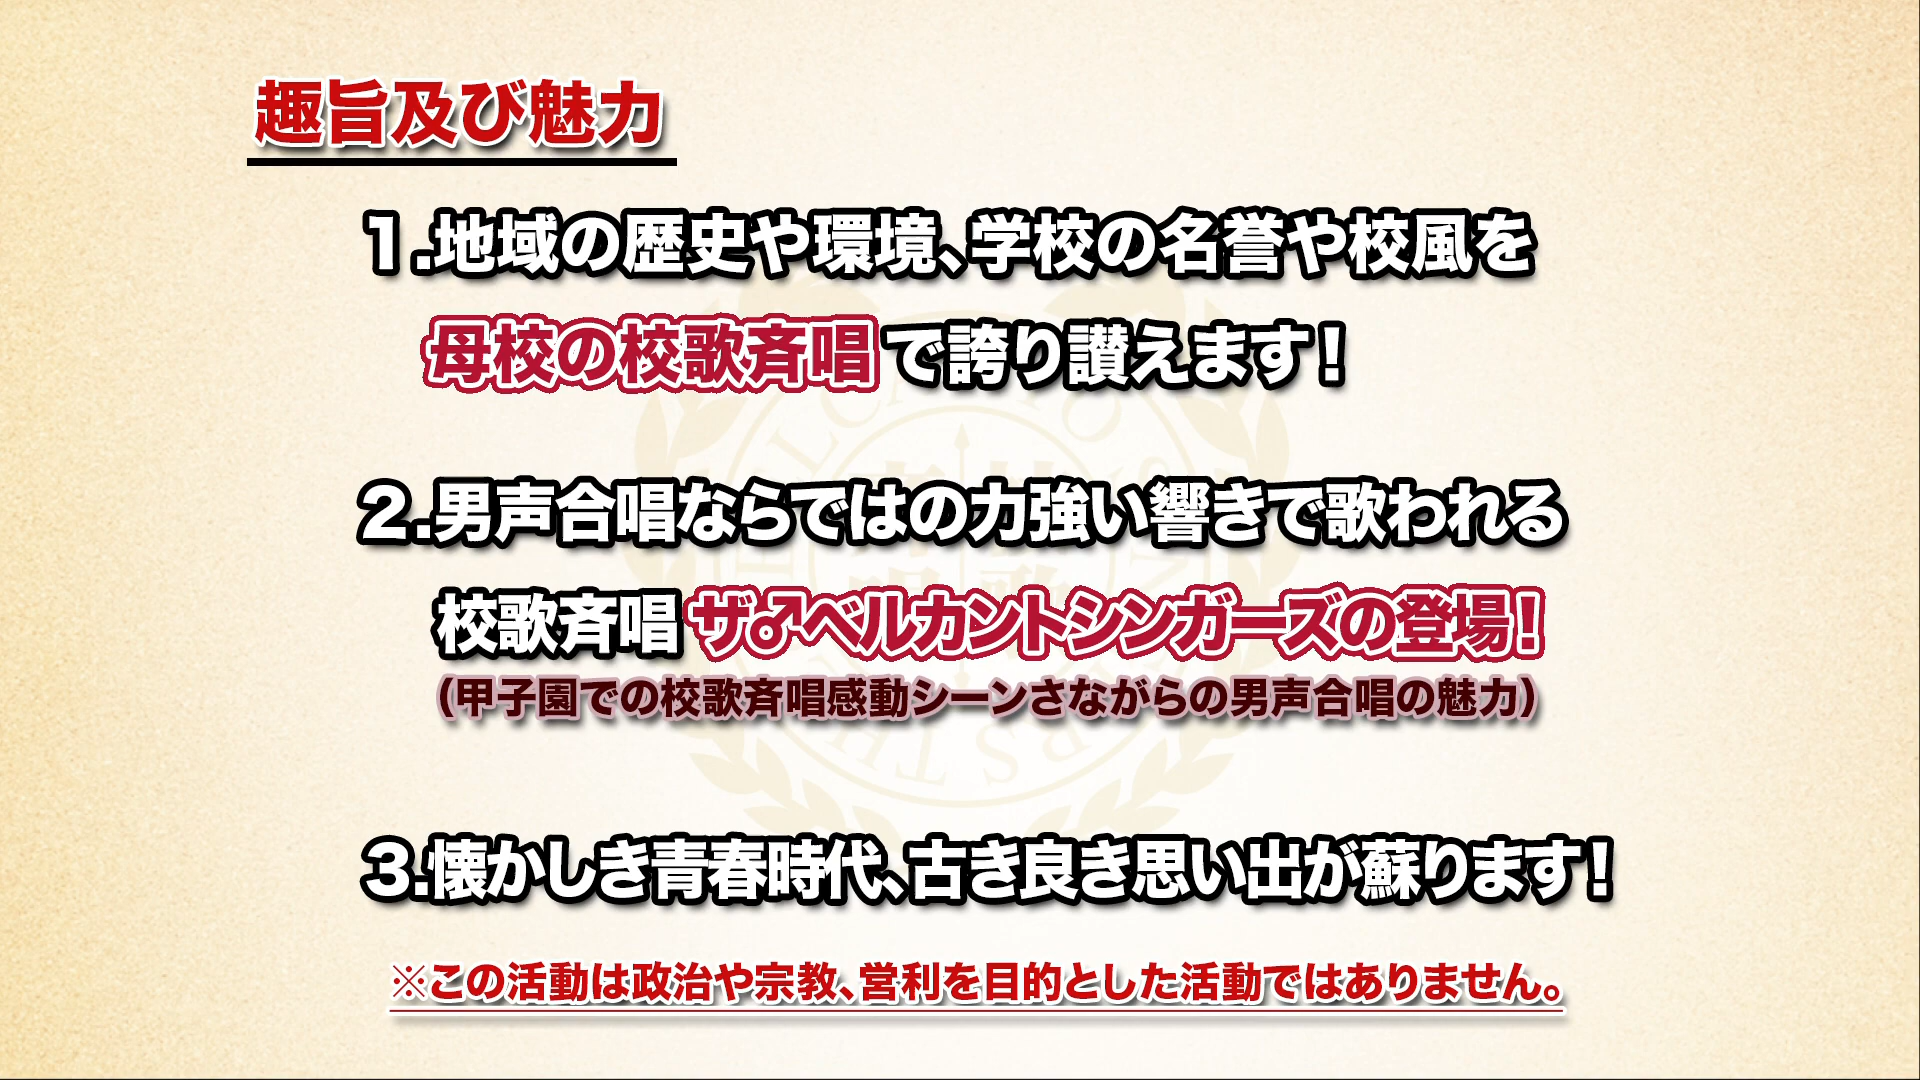 趣旨及び魅力
１.地域の歴史や環境、学校の名誉や校風を
母校の校歌斉唱で誇り讃えます！
２.男声合唱ならではの力強い響きで歌われる
校歌斉唱 ザ♂ベルカントシンガーズの登場！
(甲子園での校歌斉唱感動シーンさながらの男声合唱の魅力)
３.懐かしき青春時代、古き良き思い出が蘇ります！
※この活動は政治や宗教、営利を目的とした活動ではありません。